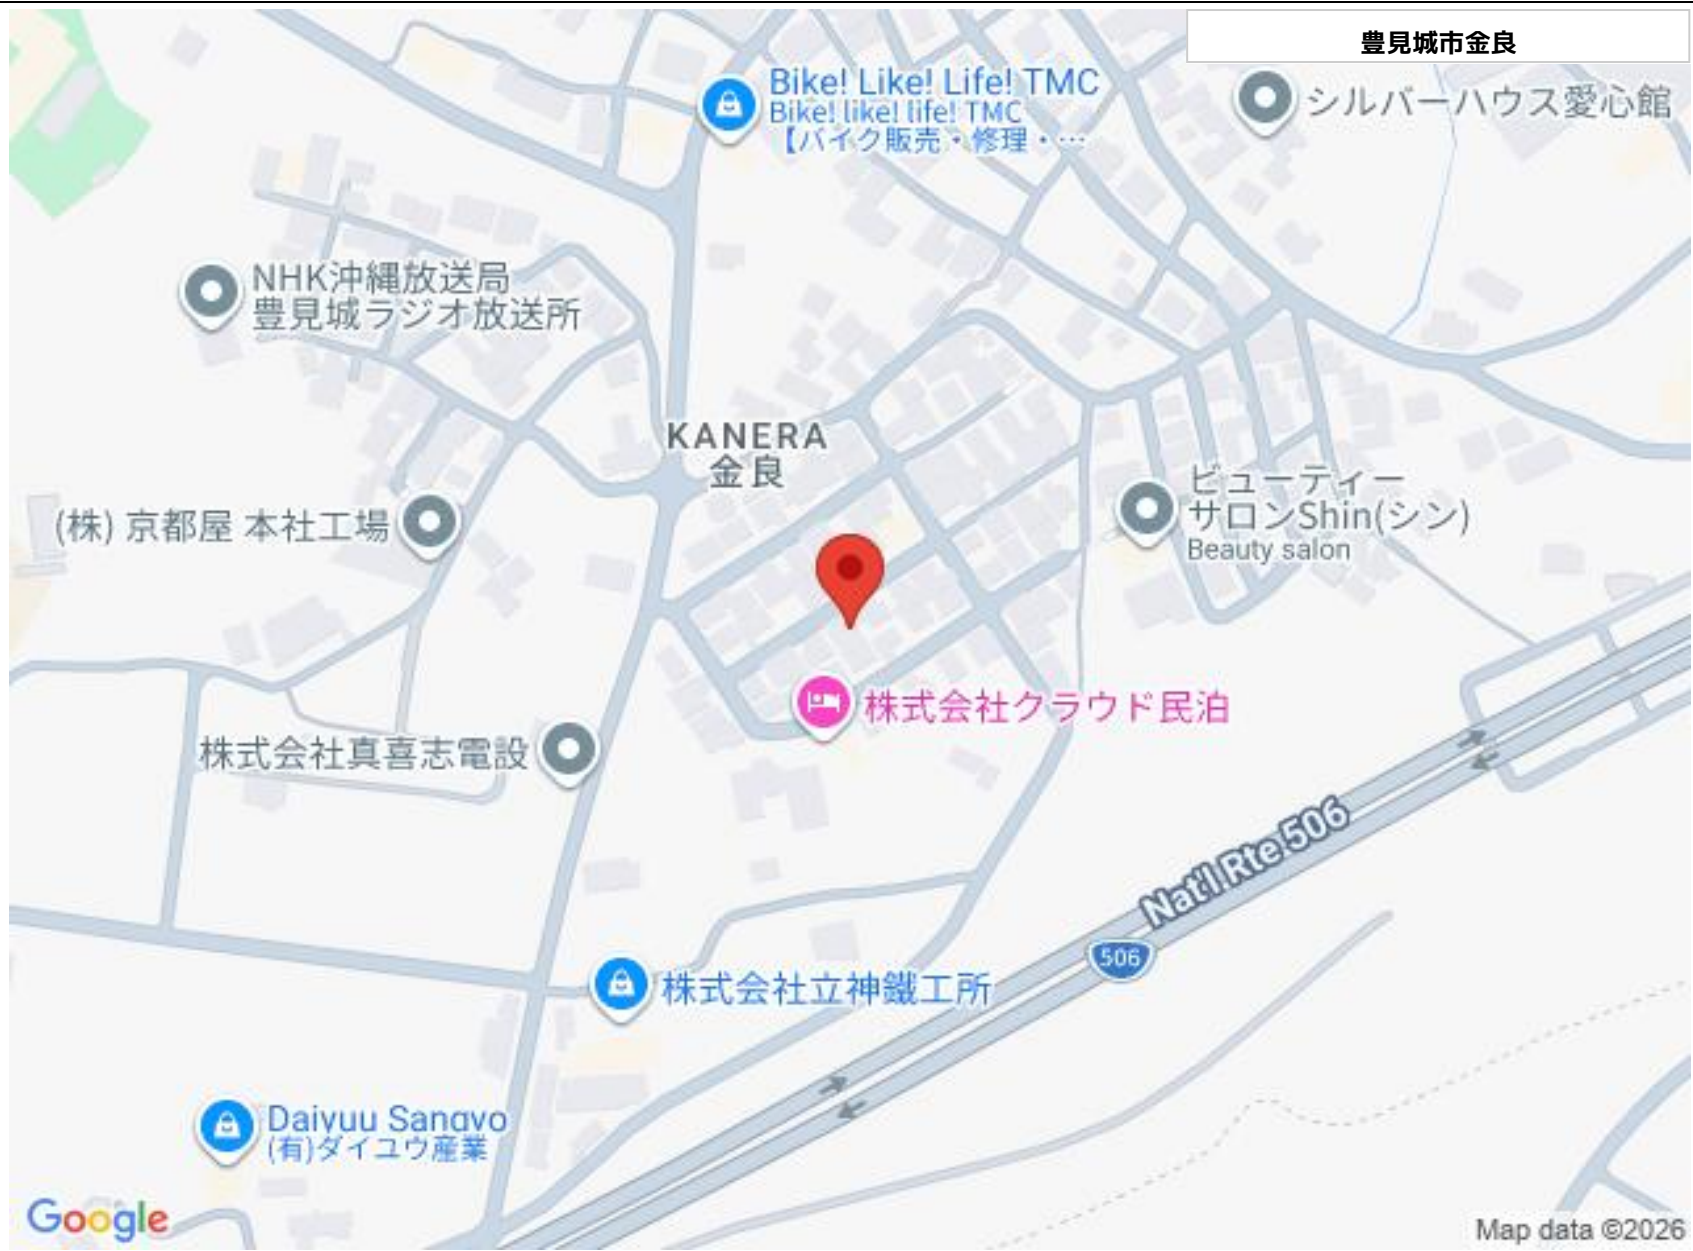 豊見城市金良
Bike! Like! Life! TMC
Bike! like! life! TMC
【バイク販売・修理・…
シルバーハウス愛心館
NHK沖縄放送局
豊見城ラジオ放送所
KANERA
金良
(株) 京都屋 本社工場
ビューティー
サロンShin(シン)
Beauty salon
株式会社クラウド民泊
株式会社真喜志電設
Nat'l Rte 506
506
株式会社立神鐵工所
Daiyuu Sangyo
(有)ダイユウ産業
Google
Map data ©2026